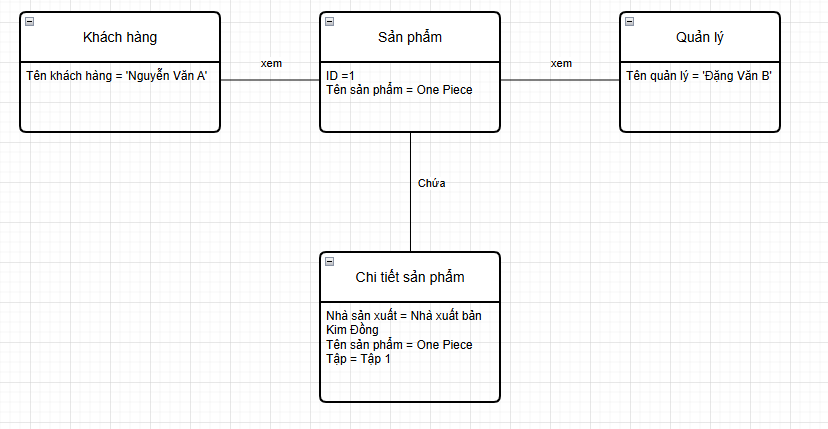 Khách hàng
Tên khách hàng = 'Nguyễn Văn A'
xem
Sản phẩm
ID =1
Tên sản phẩm = One Piece
xem
Quản lý
Tên quản lý = 'Đặng Văn B'
Chứa
Chi tiết sản phẩm
Nhà sản xuất = Nhà xuất bản
Kim Đồng
Tên sản phẩm = One Piece
Tập = Tập 1